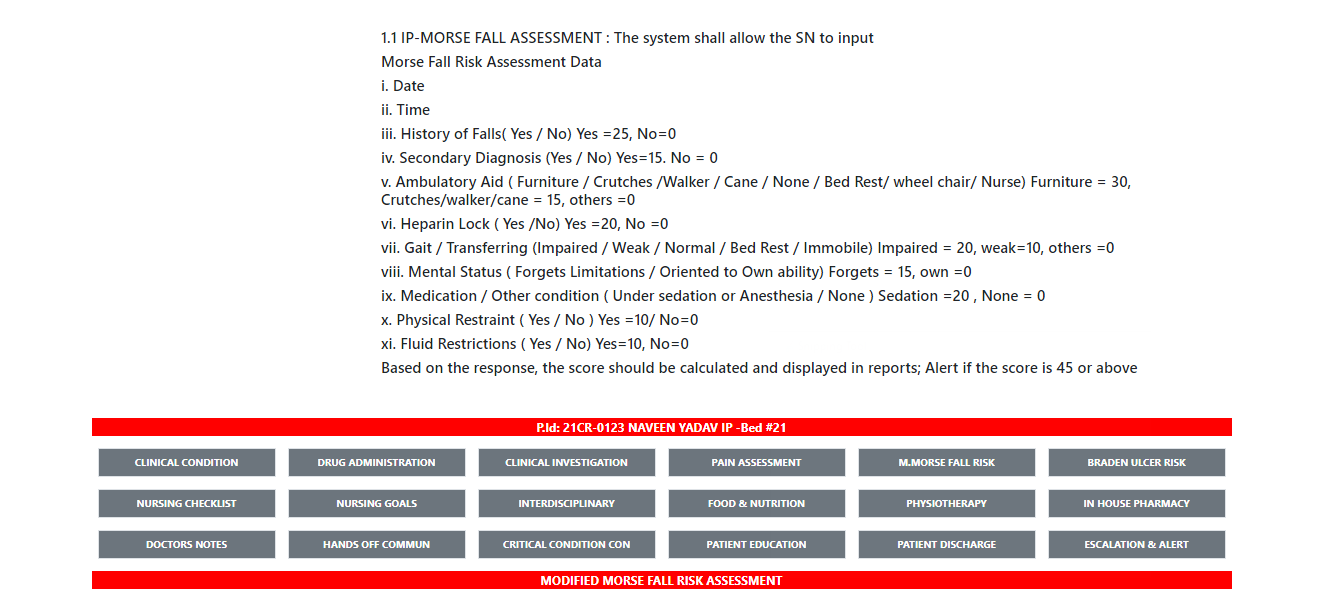 1.1 IP-MORSE FALL ASSESSMENT : The system shall allow the SN to input
Morse Fall Risk Assessment Data
i. Date
ii. Time
iii. History of Falls( Yes / No) Yes =25, No=0
iv. Secondary Diagnosis (Yes / No) Yes=15. No = 0
v. Ambulatory Aid ( Furniture / Crutches /Walker / Cane / None / Bed Rest/ wheel chair/ Nurse) Furniture = 30,
Crutches/walker/cane = 15, others =0
vi. Heparin Lock ( Yes /No) Yes =20, No =0
vii. Gait / Transferring (Impaired / Weak / Normal / Bed Rest / Immobile) Impaired = 20, weak=10, others =0
viii. Mental Status ( Forgets Limitations / Oriented to Own ability) Forgets = 15, own =0
ix. Medication / Other condition ( Under sedation or Anesthesia / None ) Sedation =20 , None = 0
x. Physical Restraint ( Yes / No ) Yes =10/ No=0
xi. Fluid Restrictions ( Yes / No) Yes=10, No=0
Based on the response, the score should be calculated and displayed in reports; Alert if the score is 45 or above
P.Id: 21CR-0123 NAVEEN YADAV IP -Bed #21
CLINICAL CONDITION DRUG ADMINISTRATION CLINICAL INVESTIGATION PAIN ASSESSMENT M.MORSE FALL RISK BRADEN ULCER RISK
NURSING CHECKLIST NURSING GOALS INTERDISCIPLINARY FOOD & NUTRITION PHYSIOTHERAPY IN HOUSE PHARMACY
DOCTORS NOTES HANDS OFF COMMUN CRITICAL CONDITION CON PATIENT EDUCATION PATIENT DISCHARGE ESCALATION & ALERT
MODIFIED MORSE FALL RISK ASSESSMENT